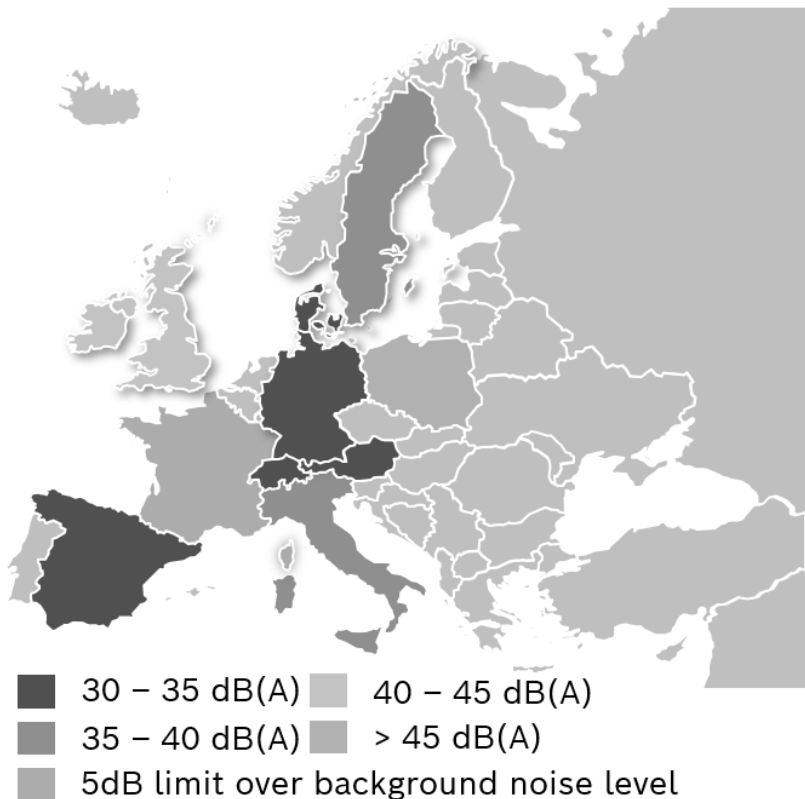 30 – 35 dB(A) 40 – 45 dB(A)
35 – 40 dB(A) > 45 dB(A)
5dB limit over background noise level